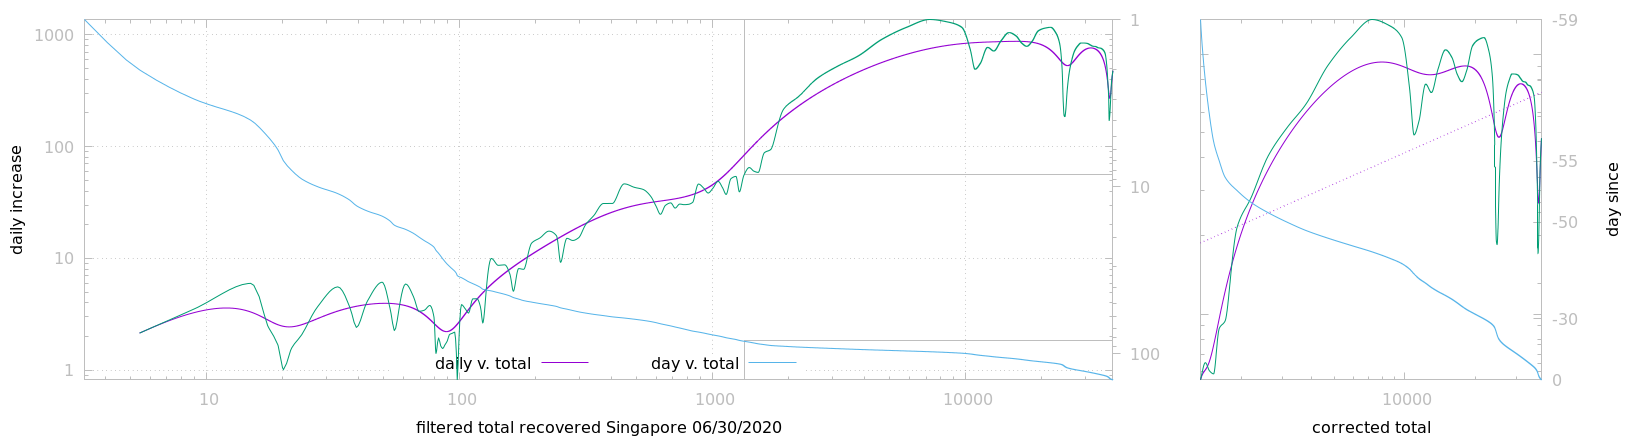 1000
100
10
1
daily increase
10
100
1000
10000
filtered total recovered Singapore 06/30/2020
daily v. total
day v. total
1
10
100
10000
corrected total
-59
-55
-50
-30
0
day since